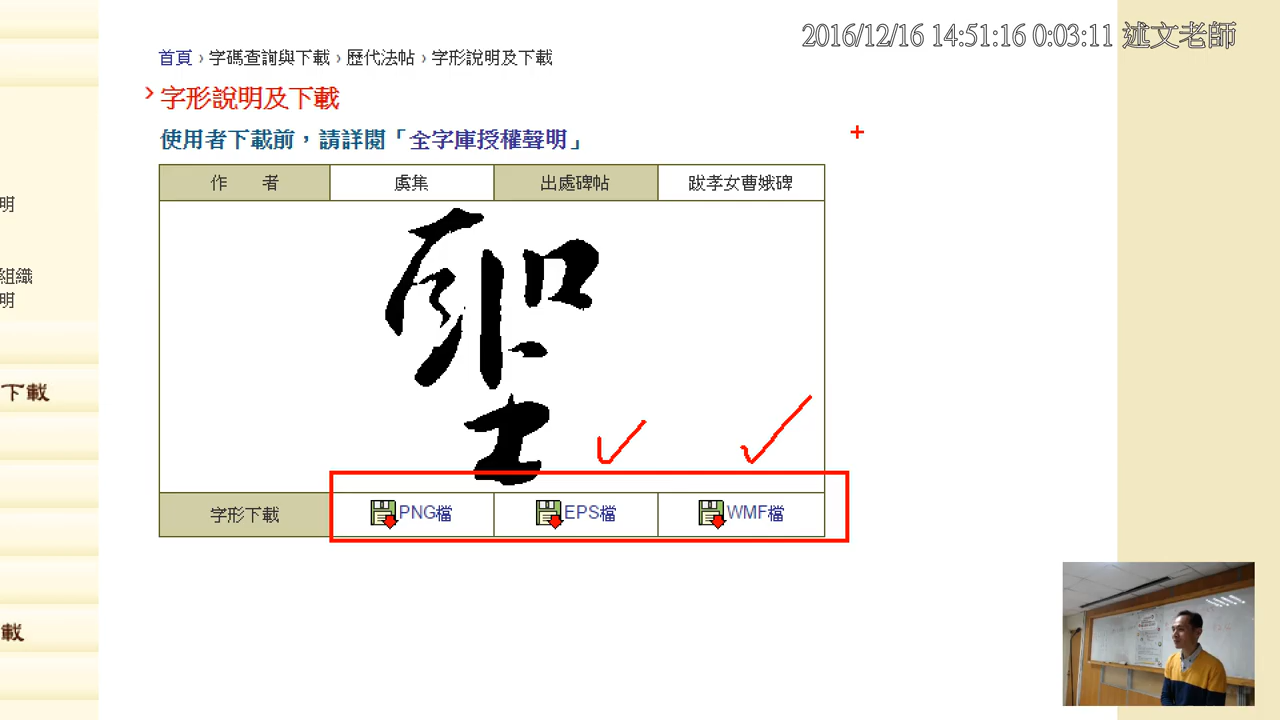 2016/12/16 14:51:16 0:03:11 述文老師
首頁 › 字碼查詢與下載 › 歷代法帖 › 字形說明及下載
字形說明及下載
使用者下載前，請詳閱「全字庫授權聲明」
作 者 虞集 出處碑帖 跋孝女曹娥碑
明
聖
組織
明
下載
字形下載 PNG檔 EPS檔 WMF檔
載